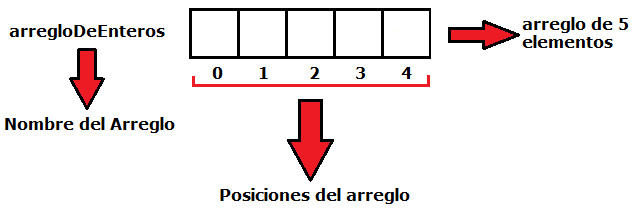 arregloDeEnteros
arreglo de 5
elementos
0 1 2 3 4
Nombre del Arreglo
Posiciones del arreglo